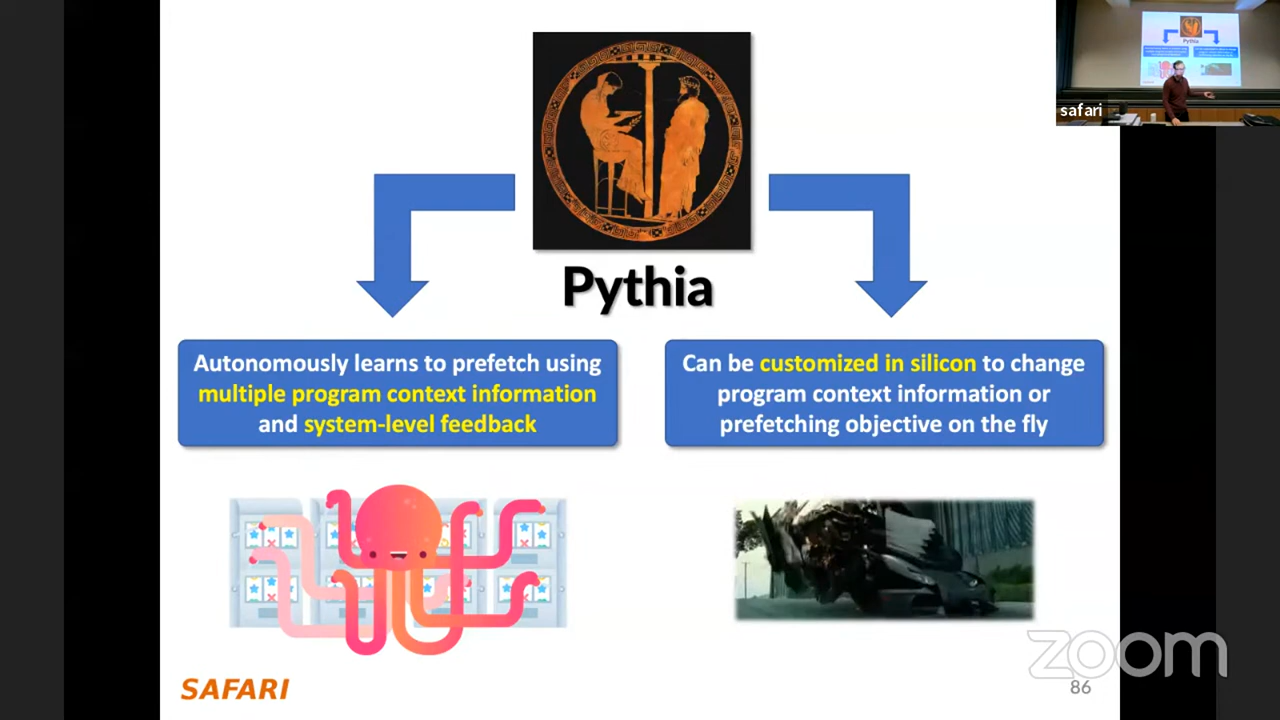 safari
Pythia
Pythia
Autonomously learns to prefetch using
multiple program context information
and system-level feedback
Can be customized in silicon to change
program context information or
prefetching objective on the fly
SAFARI
zoom
86